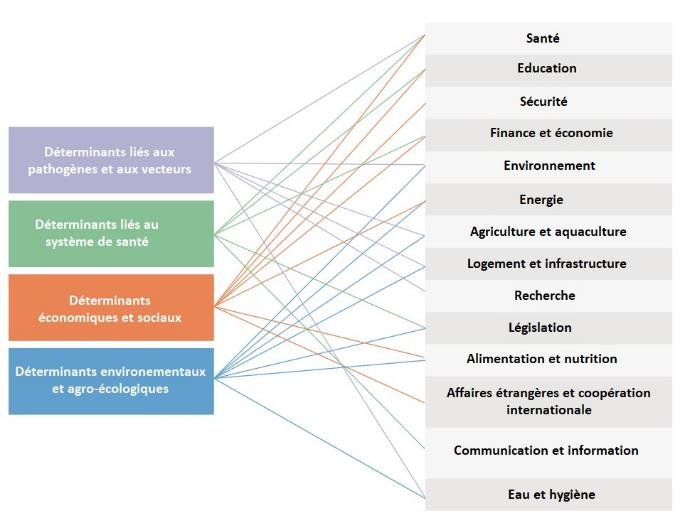 Déterminants liés aux
pathogènes et aux vecteurs
Déterminants liés au
système de santé
Déterminants
économiques et sociaux
Déterminants environementaux
et agro-écologiques
Santé
Education
Sécurité
Finance et économie
Environnement
Energie
Agriculture et aquaculture
Logement et infrastructure
Recherche
Législation
Alimentation et nutrition
Affaires étrangères et coopération
internationale
Communication et information
Eau et hygiène